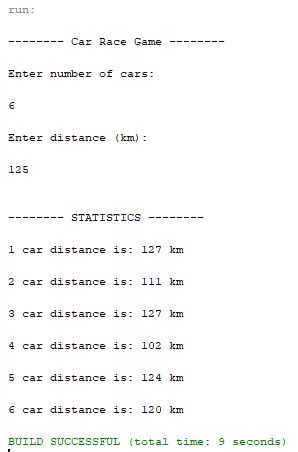 run:
-------- Car Race Game --------
Enter number of cars:
6
Enter distance (km):
125
-------- STATISTICS --------
1 car distance is: 127 km
2 car distance is: 111 km
3 car distance is: 127 km
4 car distance is: 102 km
5 car distance is: 124 km
6 car distance is: 120 km
BUILD SUCCESSFUL (total time: 9 seconds)